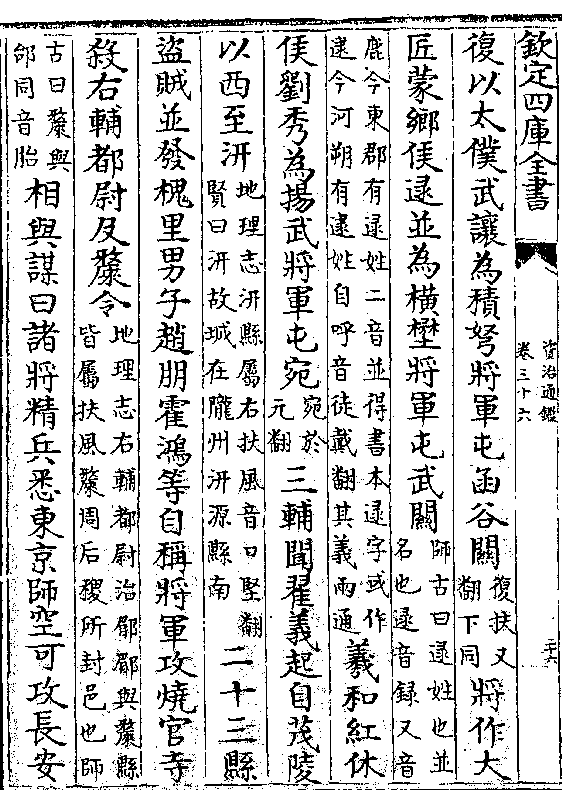 欽定四庫全書
資治通鑑
卷三十六
二十六
復以太僕武讓為積弩將軍屯函谷關復扶又翻下同將作大
匠蒙鄉侯逯並為橫壄將軍屯武關師古曰逯姓也並名也逯音録又音
鹿今東郡有逯姓二音並得書本逯字或作逮今河朔有逮姓自呼音徒戴翻其義兩通羲和紅休
侯劉秀為揚武將軍屯宛宛於元翻三輔聞翟義起自茂陵
以西至汧地理志汧縣屬右扶風音口堅翻賢曰汧故城在隴州汧源縣南二十三縣
盜賊並發槐里男子趙朋霍鴻等自稱將軍攻燒官寺
殺右輔都尉及斄令地理志右輔都尉治郿郿與斄縣皆屬扶風斄周后稷所封邑也師
古曰斄與邰同音胎相與謀曰諸將精兵悉東京師空可攻長安